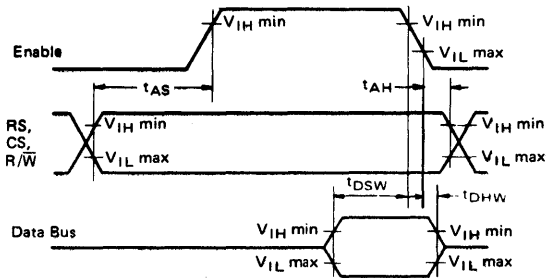 V_IH min
V_IH min
Enable
V_IL max
t_AS
t_AH
RS,
CS,
R/W̅
V_IH min
V_IH min
V_IL max
V_IL max
t_DSW
t_DHW
Data Bus
V_IH min
V_IH min
V_IL max
V_IL max